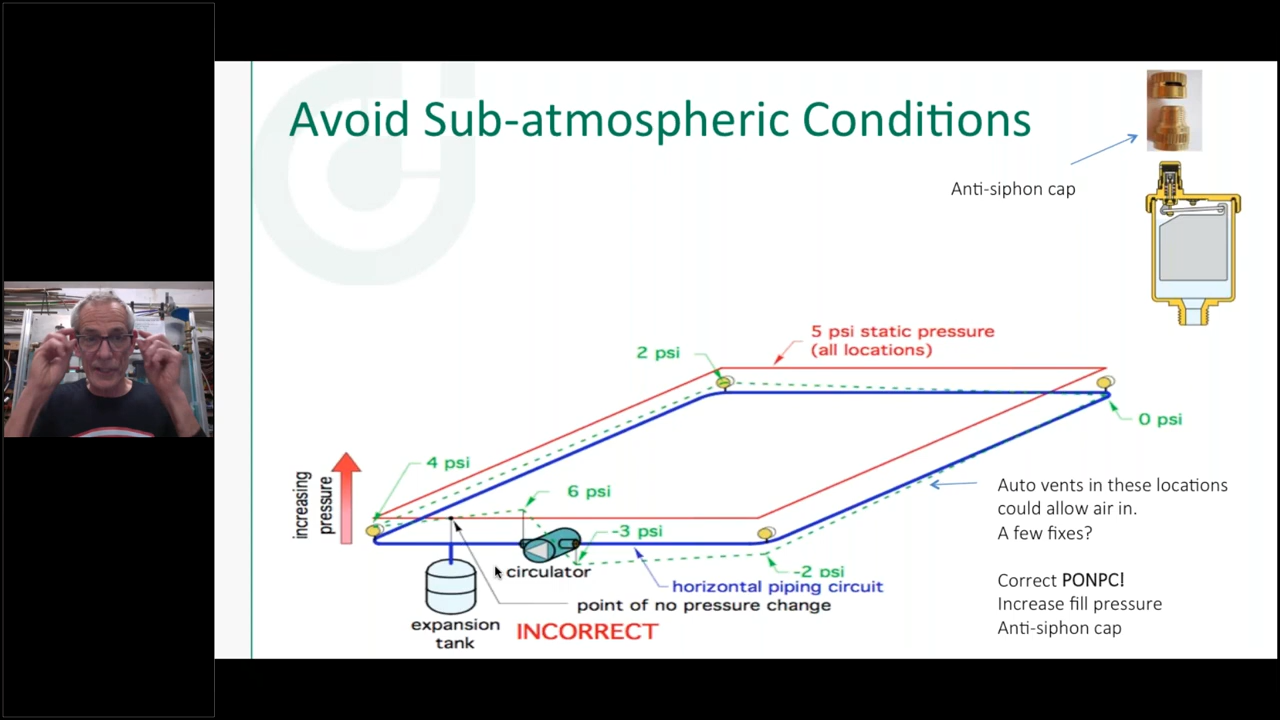 Avoid Sub-atmospheric Conditions
Anti-siphon cap
5 psi static pressure
(all locations)
2 psi
0 psi
4 psi
6 psi
-3 psi
-2 psi
increasing
pressure
circulator
horizontal piping circuit
point of no pressure change
expansion
tank
INCORRECT
Auto vents in these locations
could allow air in.
A few fixes?
Correct PONPC!
Increase fill pressure
Anti-siphon cap